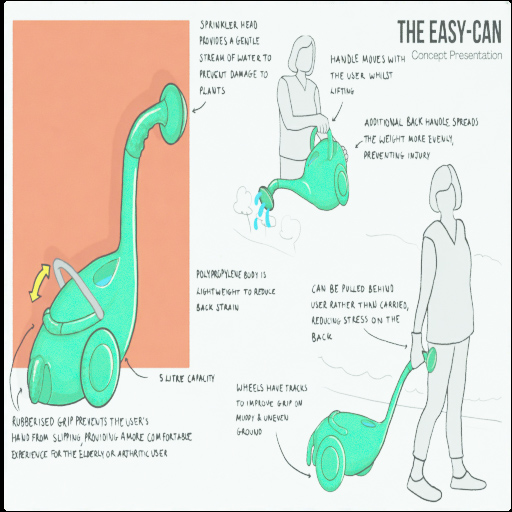 THE EASY-CAN
Concept Presentation
SPRINKLER HEAD
PROVIDES A GENTLE
STREAM OF WATER TO
PREVENT DAMAGE TO
PLANTS
HANDLE MOVES WITH
THE USER WHILST
LIFTING
ADDITIONAL BACK HANDLE SPREADS
THE WEIGHT MORE EVENLY,
PREVENTING INJURY
POLYPROPYLENE BODY IS
LIGHTWEIGHT TO REDUCE
BACK STRAIN
CAN BE PULLED BEHIND
USER RATHER THAN CARRIED,
REDUCING STRESS ON THE
BACK
5 LITRE CAPACITY
WHEELS HAVE TRACKS
TO IMPROVE GRIP ON
MUDDY & UNEVEN
GROUND
RUBBERISED GRIP PREVENTS THE USER'S
HAND FROM SLIPPING, PROVIDING A MORE COMFORTABLE
EXPERIENCE FOR THE ELDERLY OR ARTHRITIC USER